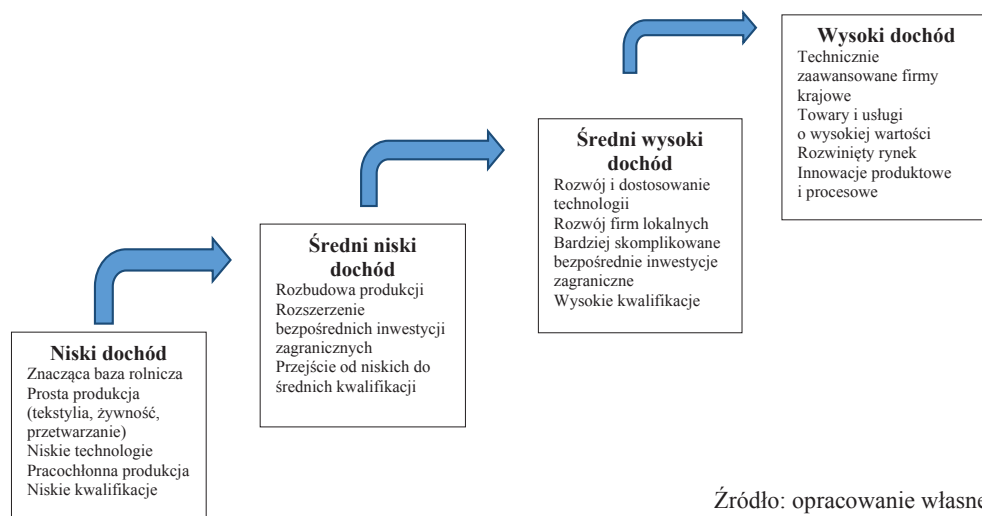 Niski dochód
Znacząca baza rolnicza
Prosta produkcja
(tekstylia, żywność,
przetwarzanie)
Niskie technologie
Pracochłonna produkcja
Niskie kwalifikacje
Średni niski
dochód
Rozbudowa produkcji
Rozszerzenie
bezpośrednich inwestycji
zagranicznych
Przejście od niskich do
średnich kwalifikacji
Średni wysoki
dochód
Rozwój i dostosowanie
technologii
Rozwój firm lokalnych
Bardziej skomplikowane
bezpośrednie inwestycje
zagraniczne
Wysokie kwalifikacje
Wysoki dochód
Technicznie
zaawansowane firmy
krajowe
Towary i usługi
o wysokiej wartości
Rozwinięty rynek
Innowacje produktowe
i procesowe
Źródło: opracowanie własne